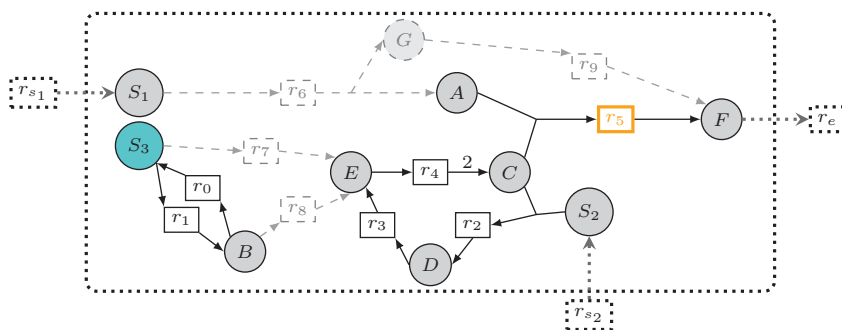 G
r_{s_1} S_1 r_6 A r_9
r_5 F r_e
S_3 r_7
E r_4 2 C
r_0
r_1 r_8 S_2
B r_3 r_2
D
r_{s_2}